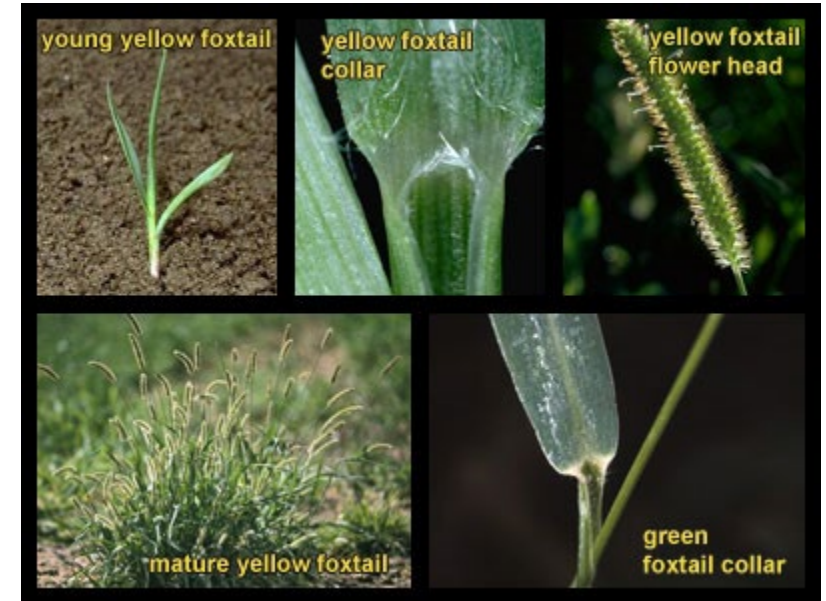 young yellow foxtail
yellow foxtail
collar
yellow foxtail
flower head
mature yellow foxtail
green
foxtail collar